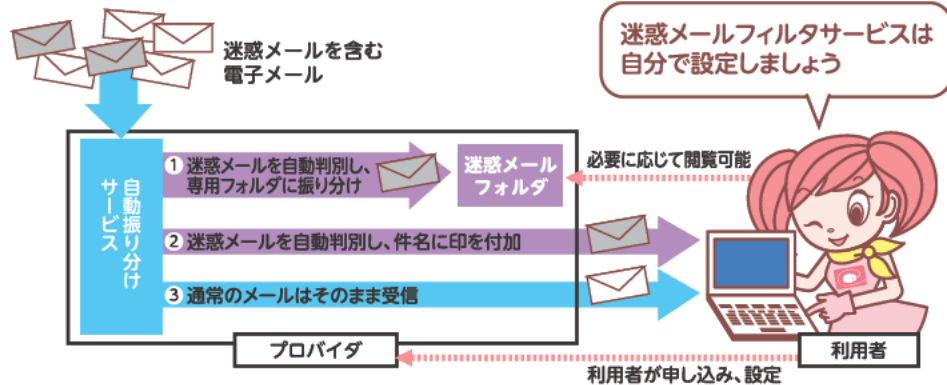 迷惑メールを含む
電子メール
迷惑メールフィルタサービスは
自分で設定しましょう
自動振り分け
サービス
① 迷惑メールを自動判別し、
専用フォルダに振り分け
迷惑メール
フォルダ
必要に応じて閲覧可能
② 迷惑メールを自動判別し、件名に印を付加
③ 通常のメールはそのまま受信
プロバイダ
利用者
利用者が申し込み、設定